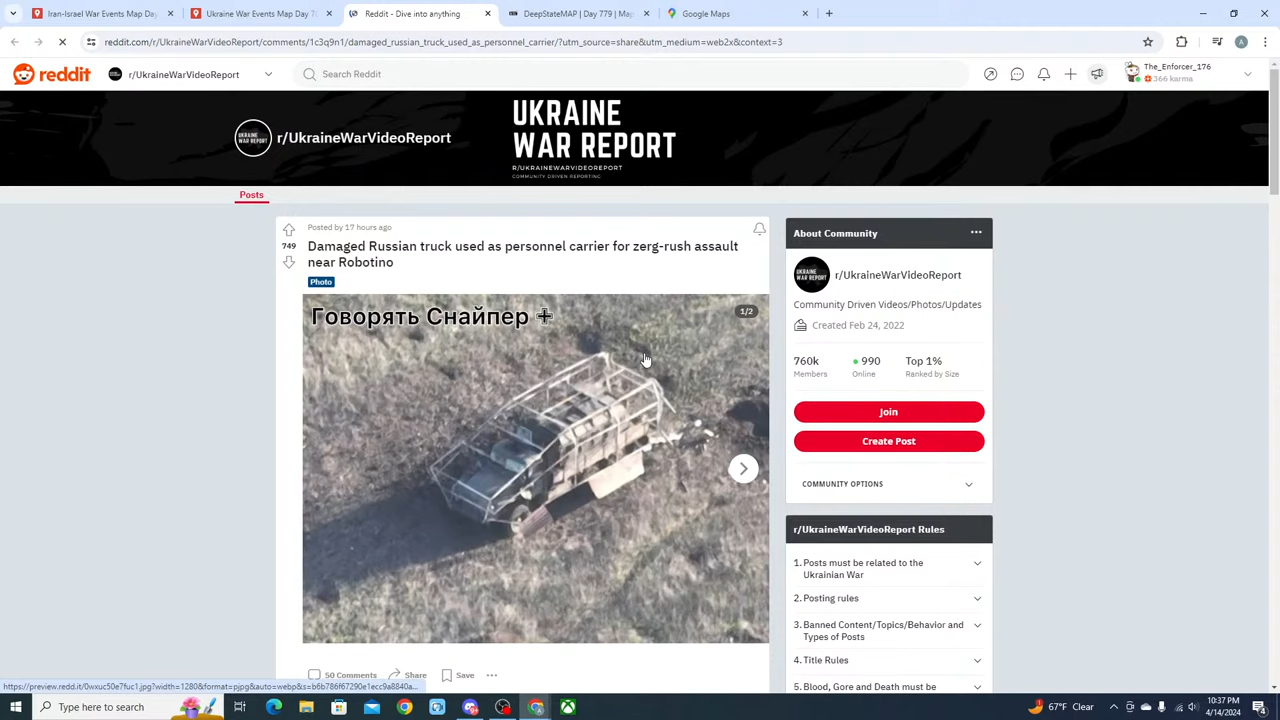 Iran-Israel War Events Map
Ukraine War Events Day 7
Reddit - Dive into anything
DeepStateMAP | Day 779 | Map
Google Maps
reddit.com/r/UkraineWarVideoReport/comments/1c3q9n1/damaged_russian_truck_used_as_personnel_carrier/?utm_source=share&utm_medium=web2x&context=3
A
reddit
r/UkraineWarVideoReport
Search Reddit
The_Enforcer_176
366 karma
UKRAINE WAR REPORT
r/UkraineWarVideoReport
UKRAINE
WAR REPORT
R/UKRAINEWARVIDEOREPORT
COMMUNITY DRIVEN REPORTING
Posts
Posted by 17 hours ago
749
Damaged Russian truck used as personnel carrier for zerg-rush assault
near Robotino
Photo
Говорять Снайпер +
1/2
50 Comments
Share
Save
About Community
r/UkraineWarVideoReport
Community Driven Videos/Photos/Updates
Created Feb 24, 2022
760k 990 Top 1%
Members Online Ranked by Size
Join
Create Post
COMMUNITY OPTIONS
r/UkraineWarVideoReport Rules
1. Posts must be related to the
Ukrainian War
2. Posting rules
3. Banned Content/Topics/Behavior and
Types of Posts
4. Title Rules
5. Blood, Gore and Death must be
Type here to search
67°F Clear
10:37 PM
4/14/2024